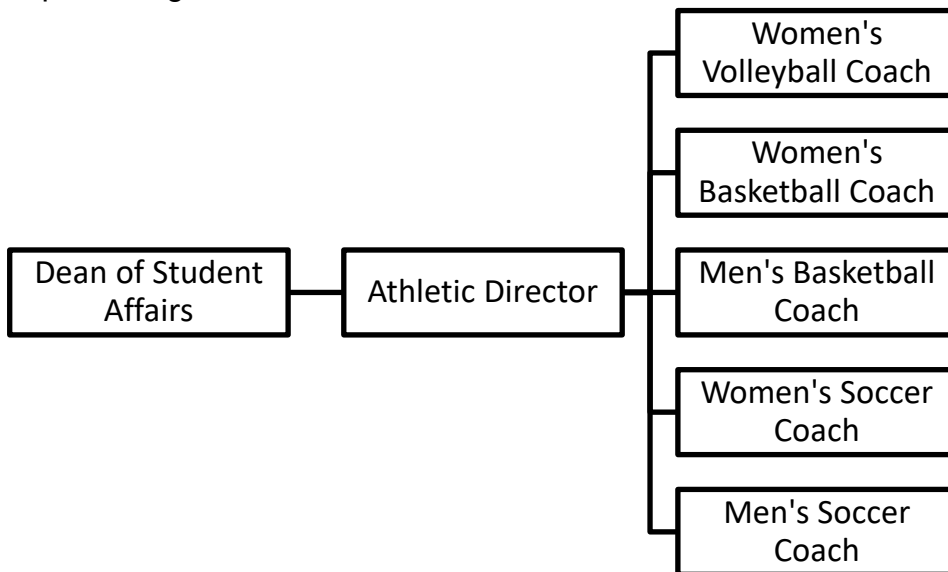 Women's
Volleyball Coach
Women's
Basketball Coach
Dean of Student
Affairs
Athletic Director
Men's Basketball
Coach
Women's Soccer
Coach
Men's Soccer
Coach